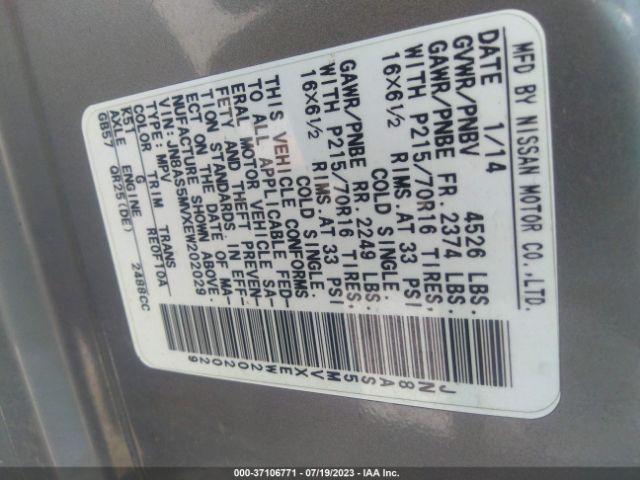 MFD BY NISSAN MOTOR CO.,LTD.
DATE 1/14
GVWR/PNBV 4526 LBS.
GAWR/PNBE FR. 2374 LBS.
WITH P215/70R16 TIRES,
16X6½ RIMS.AT 33 PSI
COLD SINGLE.
GAWR/PNBE RR. 2249 LBS.
WITH P215/70R16 TIRES,
16X6½ RIMS.AT 33 PSI
COLD SINGLE.
THIS VEHICLE CONFORMS
TO ALL APPLICABLE FED-
ERAL MOTOR VEHICLE SA-
FETY AND THEFT PREVEN-
TION STANDARDS. IN EFF-
ECT ON THE DATE OF MA-
NUFACTURE SHOWN ABOVE.
VIN:JN8AS5MVXEW202029
TYPE:MPV
COLOR TRIM TRANS
K51 G RE0F10A
AXLE ENGINE
GB57 QR25(DE) 2488CC
JN8AS5MVXEW202029
000-37106771 - 07/19/2023 - IAA Inc.